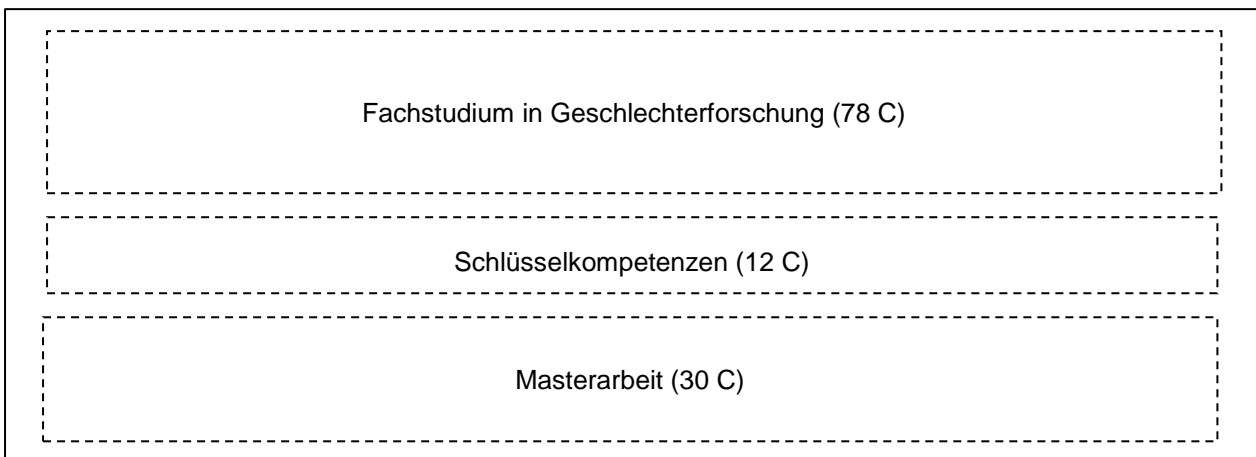 Fachstudium in Geschlechterforschung (78 C)
Schlüsselkompetenzen (12 C)
Masterarbeit (30 C)